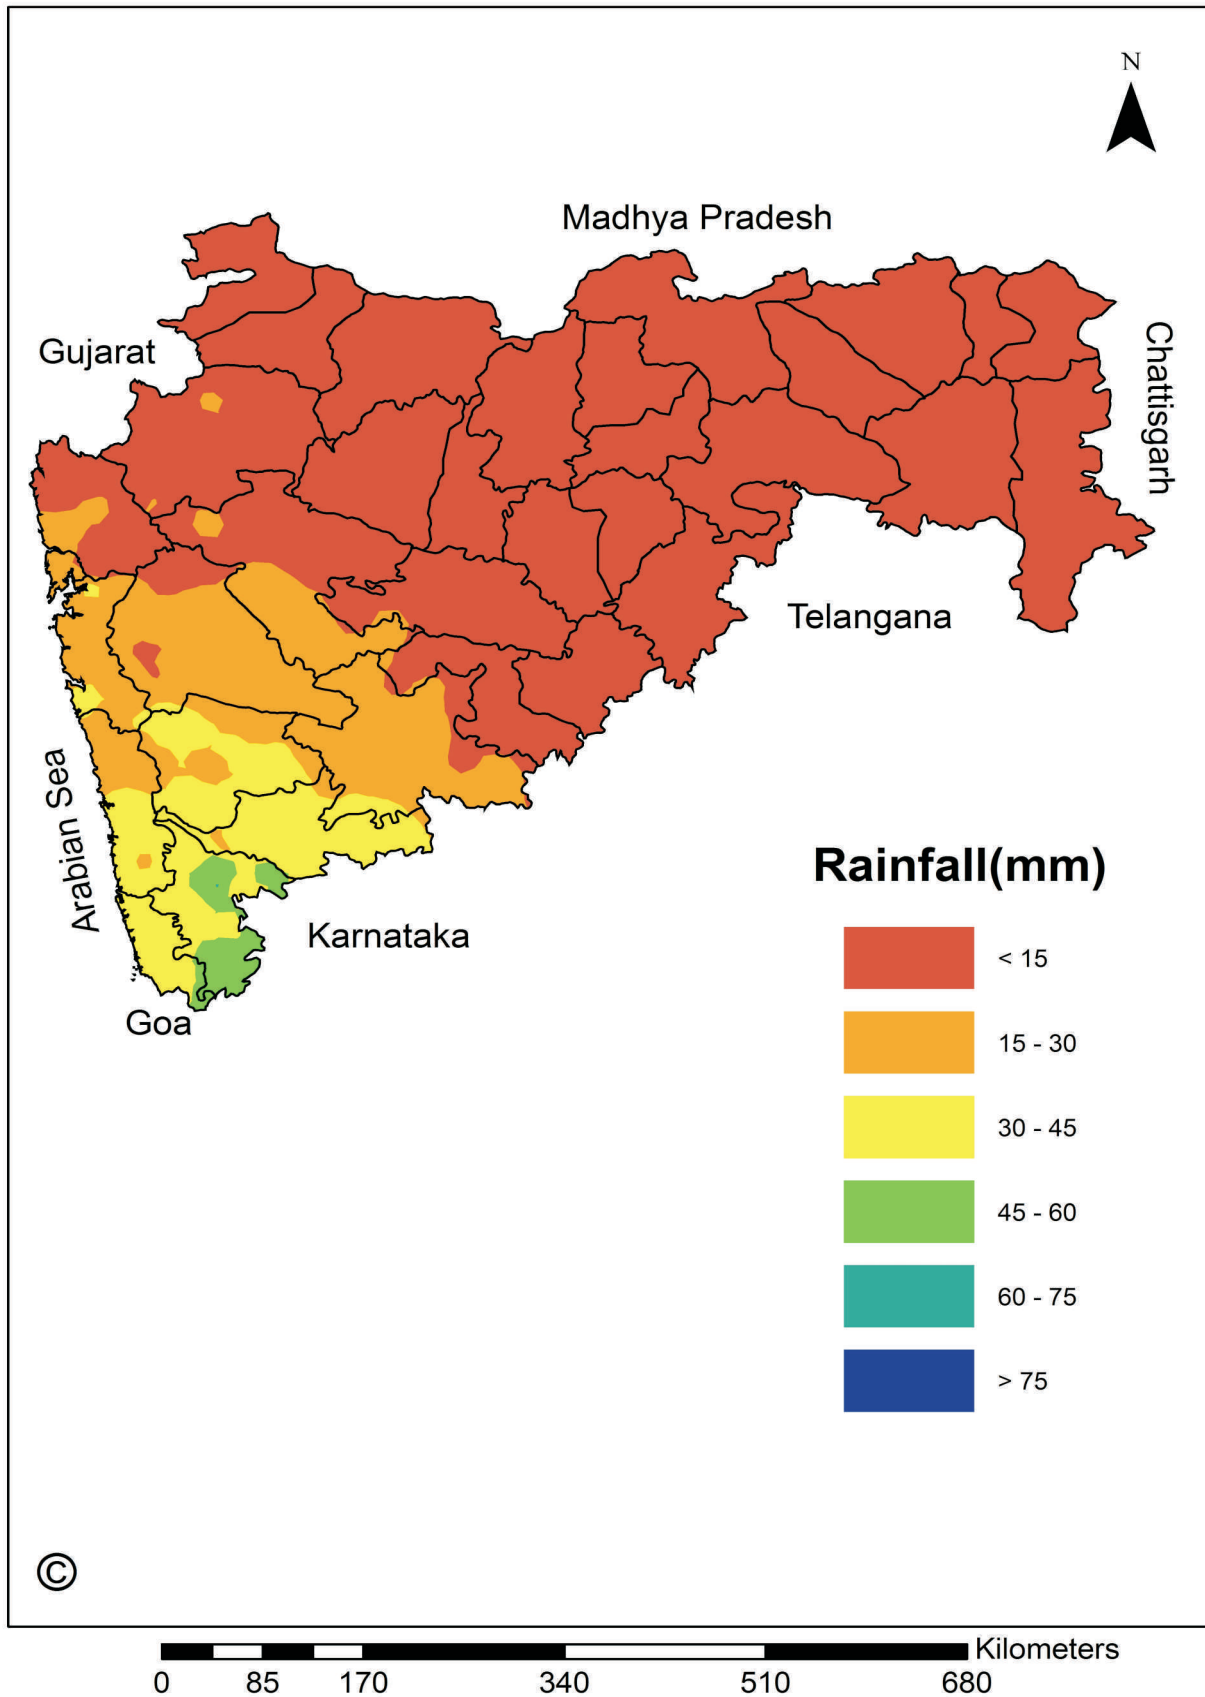 N
Madhya Pradesh
Gujarat
Chattisgarh
Telangana
Arabian Sea
Karnataka
Goa
Rainfall(mm)
< 15
15 - 30
30 - 45
45 - 60
60 - 75
> 75
©
Kilometers
0 85 170 340 510 680